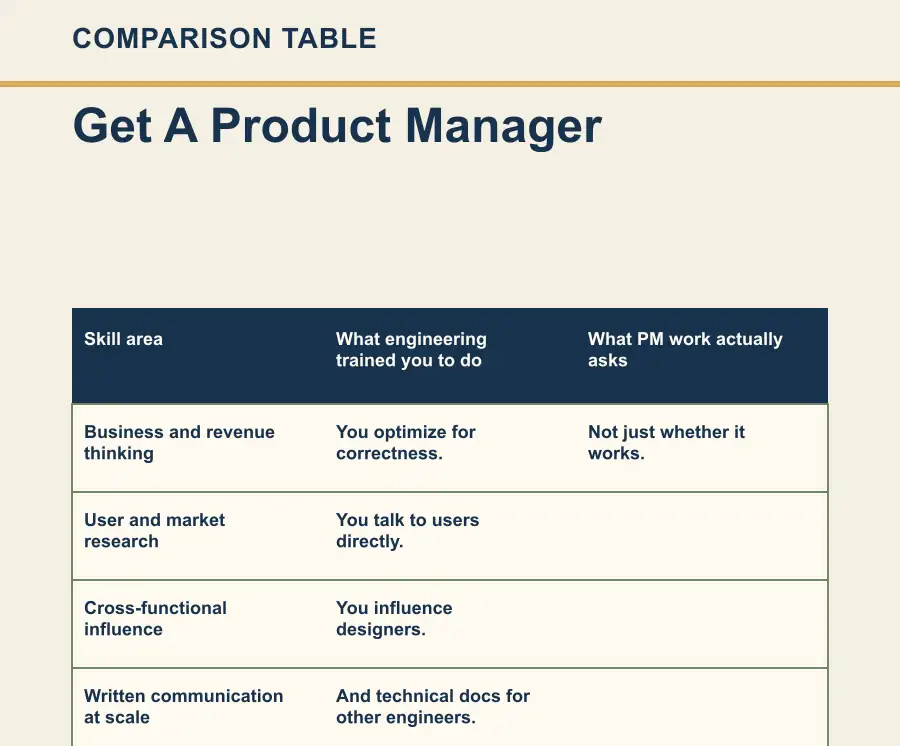 COMPARISON TABLE
Get A Product Manager
Skill area
What engineering
trained you to do
What PM work actually
asks
Business and revenue
thinking
You optimize for
correctness.
Not just whether it
works.
User and market
research
You talk to users
directly.
Cross-functional
influence
You influence
designers.
Written communication
at scale
And technical docs for
other engineers.